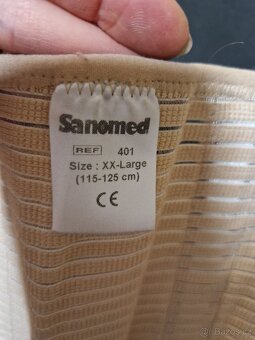 Sanomed
REF 401
Size : XX-Large
(115-125 cm)
CE